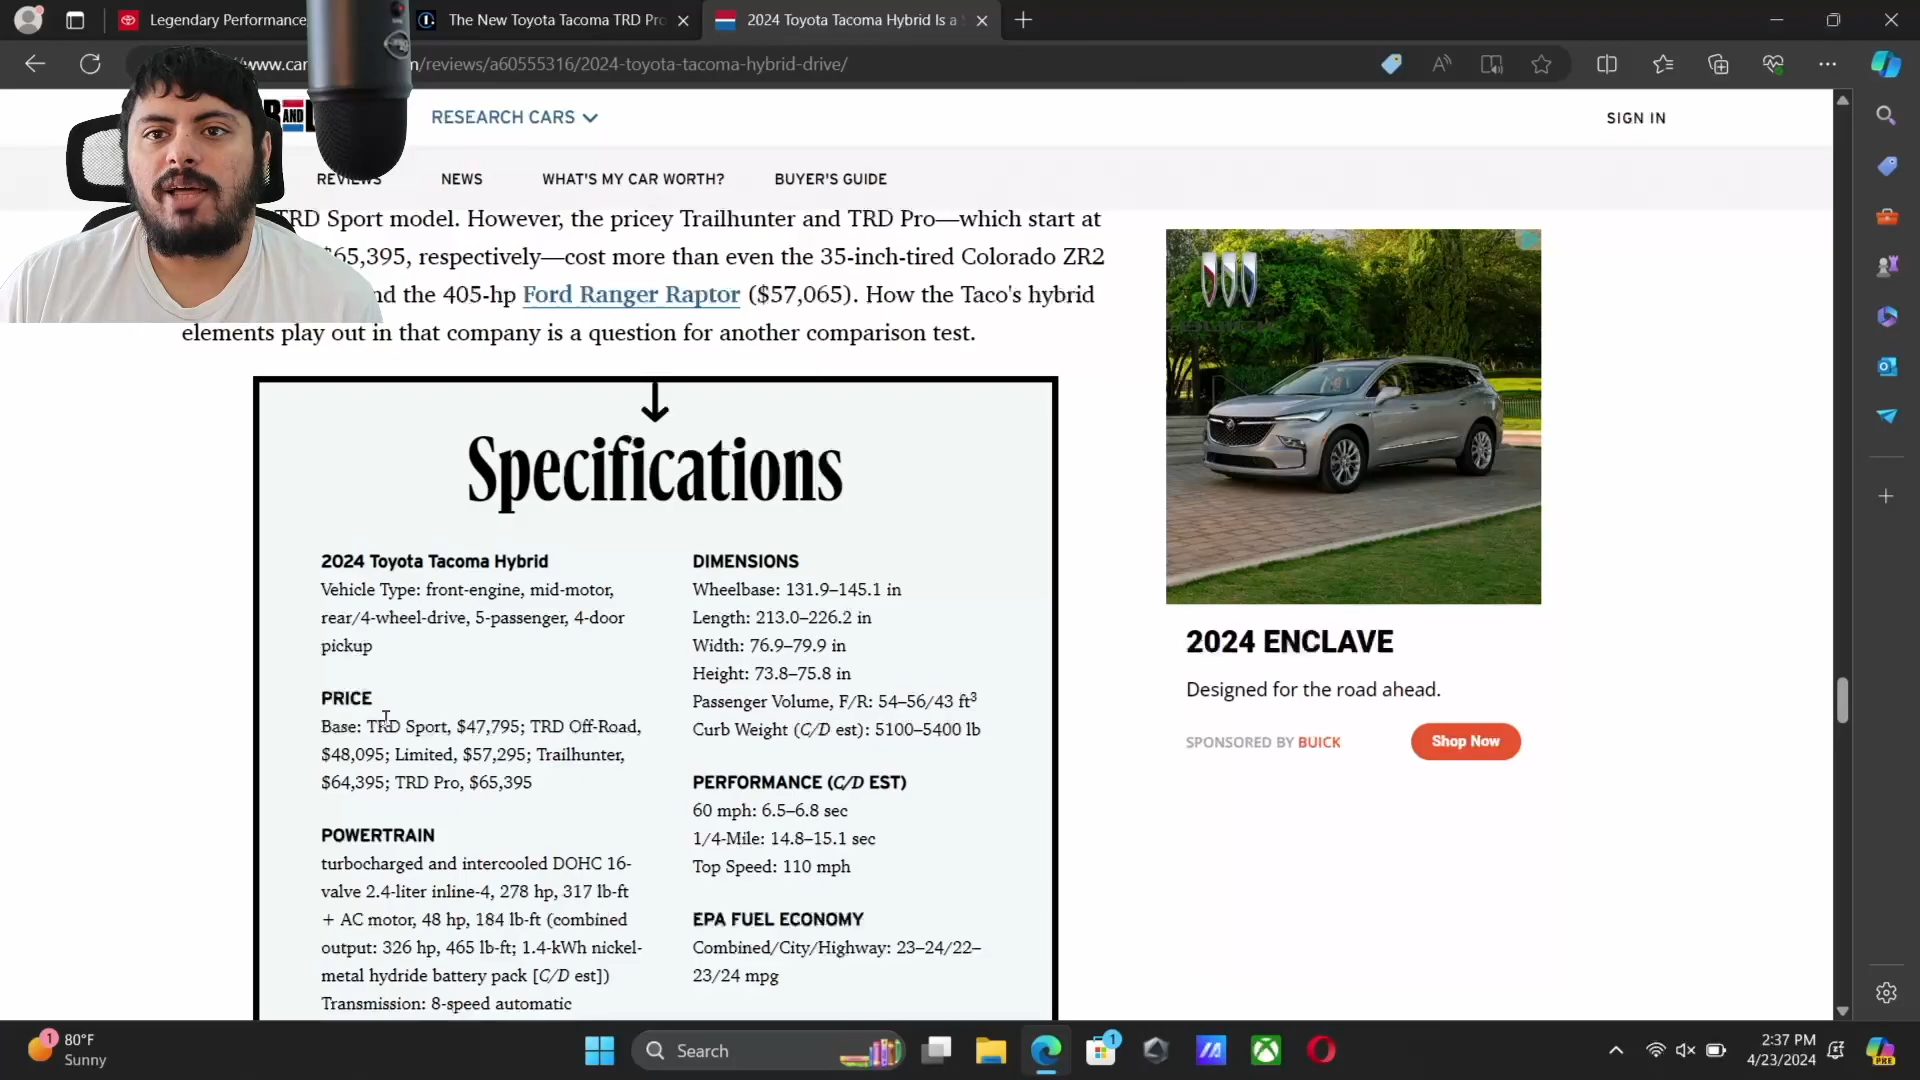 Legendary Performance
The New Toyota Tacoma TRD Pro
2024 Toyota Tacoma Hybrid Is a
/reviews/a60555316/2024-toyota-tacoma-hybrid-drive/
AND
RESEARCH CARS
SIGN IN
REVIEWS
NEWS
WHAT'S MY CAR WORTH?
BUYER'S GUIDE
TRD Sport model. However, the pricey Trailhunter and TRD Pro—which start at
$65,395, respectively—cost more than even the 35-inch-tired Colorado ZR2
nd the 405-hp Ford Ranger Raptor ($57,065). How the Taco's hybrid
elements play out in that company is a question for another comparison test.
Specifications
2024 Toyota Tacoma Hybrid
Vehicle Type: front-engine, mid-motor,
rear/4-wheel-drive, 5-passenger, 4-door
pickup
PRICE
Base: TRD Sport, $47,795; TRD Off-Road,
$48,095; Limited, $57,295; Trailhunter,
$64,395; TRD Pro, $65,395
POWERTRAIN
turbocharged and intercooled DOHC 16-
valve 2.4-liter inline-4, 278 hp, 317 lb-ft
+ AC motor, 48 hp, 184 lb-ft (combined
output: 326 hp, 465 lb-ft; 1.4-kWh nickel-
metal hydride battery pack [C/D est])
Transmission: 8-speed automatic
DIMENSIONS
Wheelbase: 131.9–145.1 in
Length: 213.0–226.2 in
Width: 76.9–79.9 in
Height: 73.8–75.8 in
Passenger Volume, F/R: 54–56/43 ft³
Curb Weight (C/D est): 5100–5400 lb
PERFORMANCE (C/D EST)
60 mph: 6.5–6.8 sec
1/4-Mile: 14.8–15.1 sec
Top Speed: 110 mph
EPA FUEL ECONOMY
Combined/City/Highway: 23–24/22–
23/24 mpg
2024 ENCLAVE
Designed for the road ahead.
SPONSORED BY BUICK
Shop Now
1
80°F
Sunny
Search
1
2:37 PM
4/23/2024
PRE